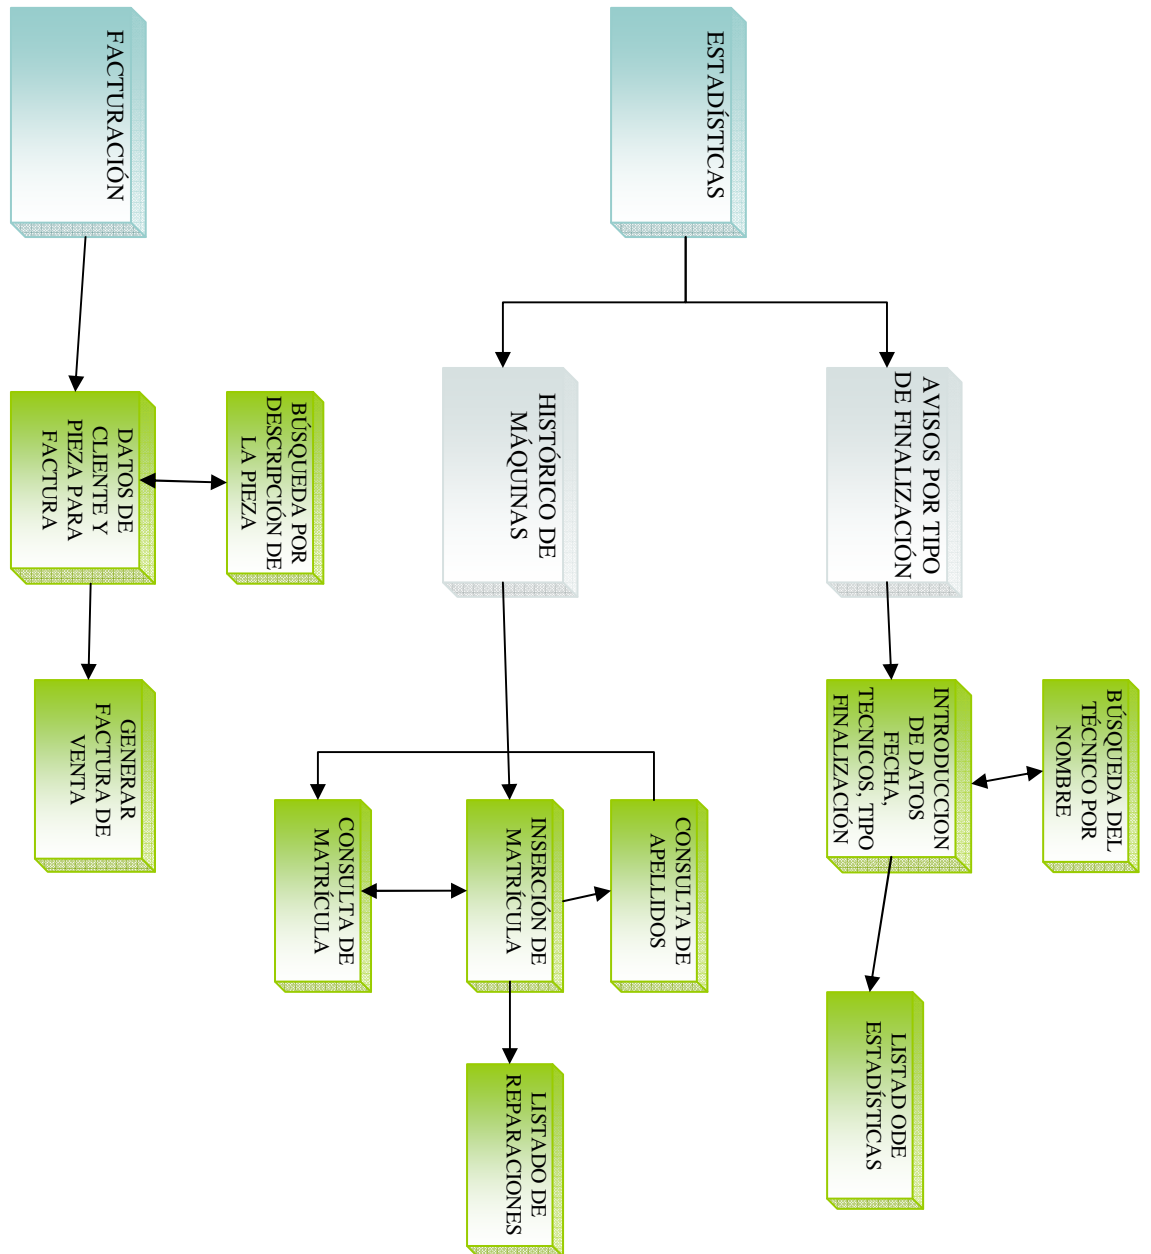 ESTADÍSTICAS
AVISOS POR TIPO
DE FINALIZACIÓN
BÚSQUEDA DEL
TÉCNICO POR
NOMBRE
INTRODUCCION
DE DATOS
FECHA,
TECNICOS, TIPO
FINALIZACIÓN
LISTAD ODE
ESTADÍSTICAS
HISTÓRICO DE
MÁQUINAS
CONSULTA DE
APELLIDOS
INSERCIÓN DE
MATRÍCULA
CONSULTA DE
MATRÍCULA
LISTADO DE
REPARACIONES
FACTURACIÓN
BÚSQUEDA POR
DESCRIPCIÓN DE
LA PIEZA
DATOS DE
CLIENTE Y
PIEZA PARA
FACTURA
GENERAR
FACTURA DE
VENTA